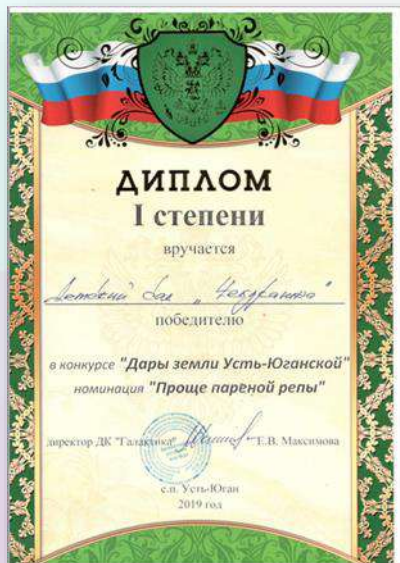 ДИПЛОМ
I степени
вручается
Детский сад "Чебурашка"
победителю
в конкурсе "Дары земли Усть-Юганской"
номинация "Проще пареной репы"
директор ДК "Галактика" Е.В. Максимова
с.п. Усть-Юган
2019 год